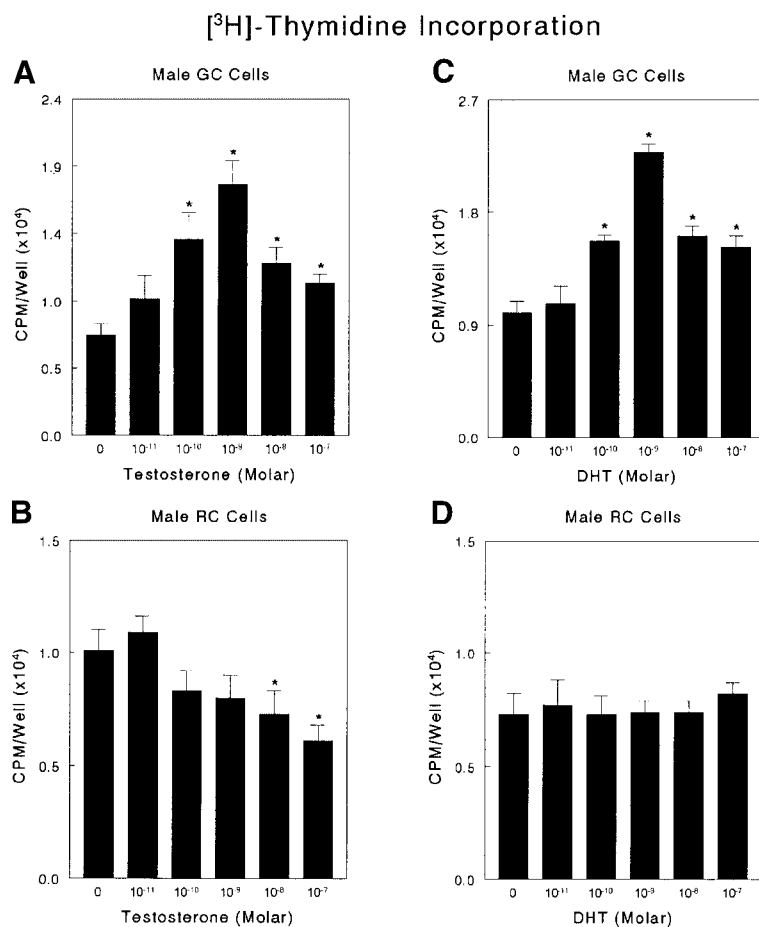 [³H]-Thymidine Incorporation
A
Male GC Cells
CPM/Well (x10⁴)
2.4
1.9
1.4
1.0
0.5
0.0
*
*
*
*
0 10⁻¹¹ 10⁻¹⁰ 10⁻⁹ 10⁻⁸ 10⁻⁷
Testosterone (Molar)
C
Male GC Cells
CPM/Well (x10⁴)
2.7
1.8
0.9
0.0
*
*
*
*
0 10⁻¹¹ 10⁻¹⁰ 10⁻⁹ 10⁻⁸ 10⁻⁷
DHT (Molar)
B
Male RC Cells
CPM/Well (x10⁴)
1.5
1.0
0.5
0.0
*
*
0 10⁻¹¹ 10⁻¹⁰ 10⁻⁹ 10⁻⁸ 10⁻⁷
Testosterone (Molar)
D
Male RC Cells
CPM/Well (x10⁴)
1.5
1.0
0.5
0.0
0 10⁻¹¹ 10⁻¹⁰ 10⁻⁹ 10⁻⁸ 10⁻⁷
DHT (Molar)